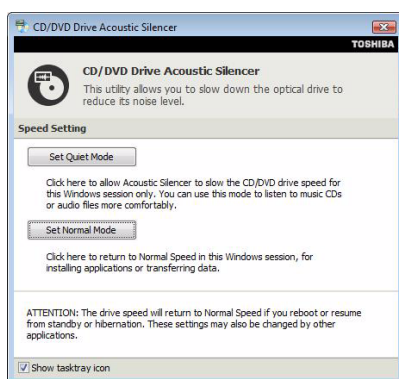 CD/DVD Drive Acoustic Silencer
TOSHIBA
CD/DVD Drive Acoustic Silencer
This utility allows you to slow down the optical drive to
reduce its noise level.
Speed Setting
Set Quiet Mode
Click here to allow Acoustic Silencer to slow the CD/DVD drive speed for
this Windows session only. You can use this mode to listen to music CDs
or audio files more comfortably.
Set Normal Mode
Click here to return to Normal Speed in this Windows session, for
installing applications or transferring data.
ATTENTION: The drive speed will return to Normal Speed if you reboot or resume
from standby or hibernation. These settings may also be changed by other
applications.
Show tasktray icon